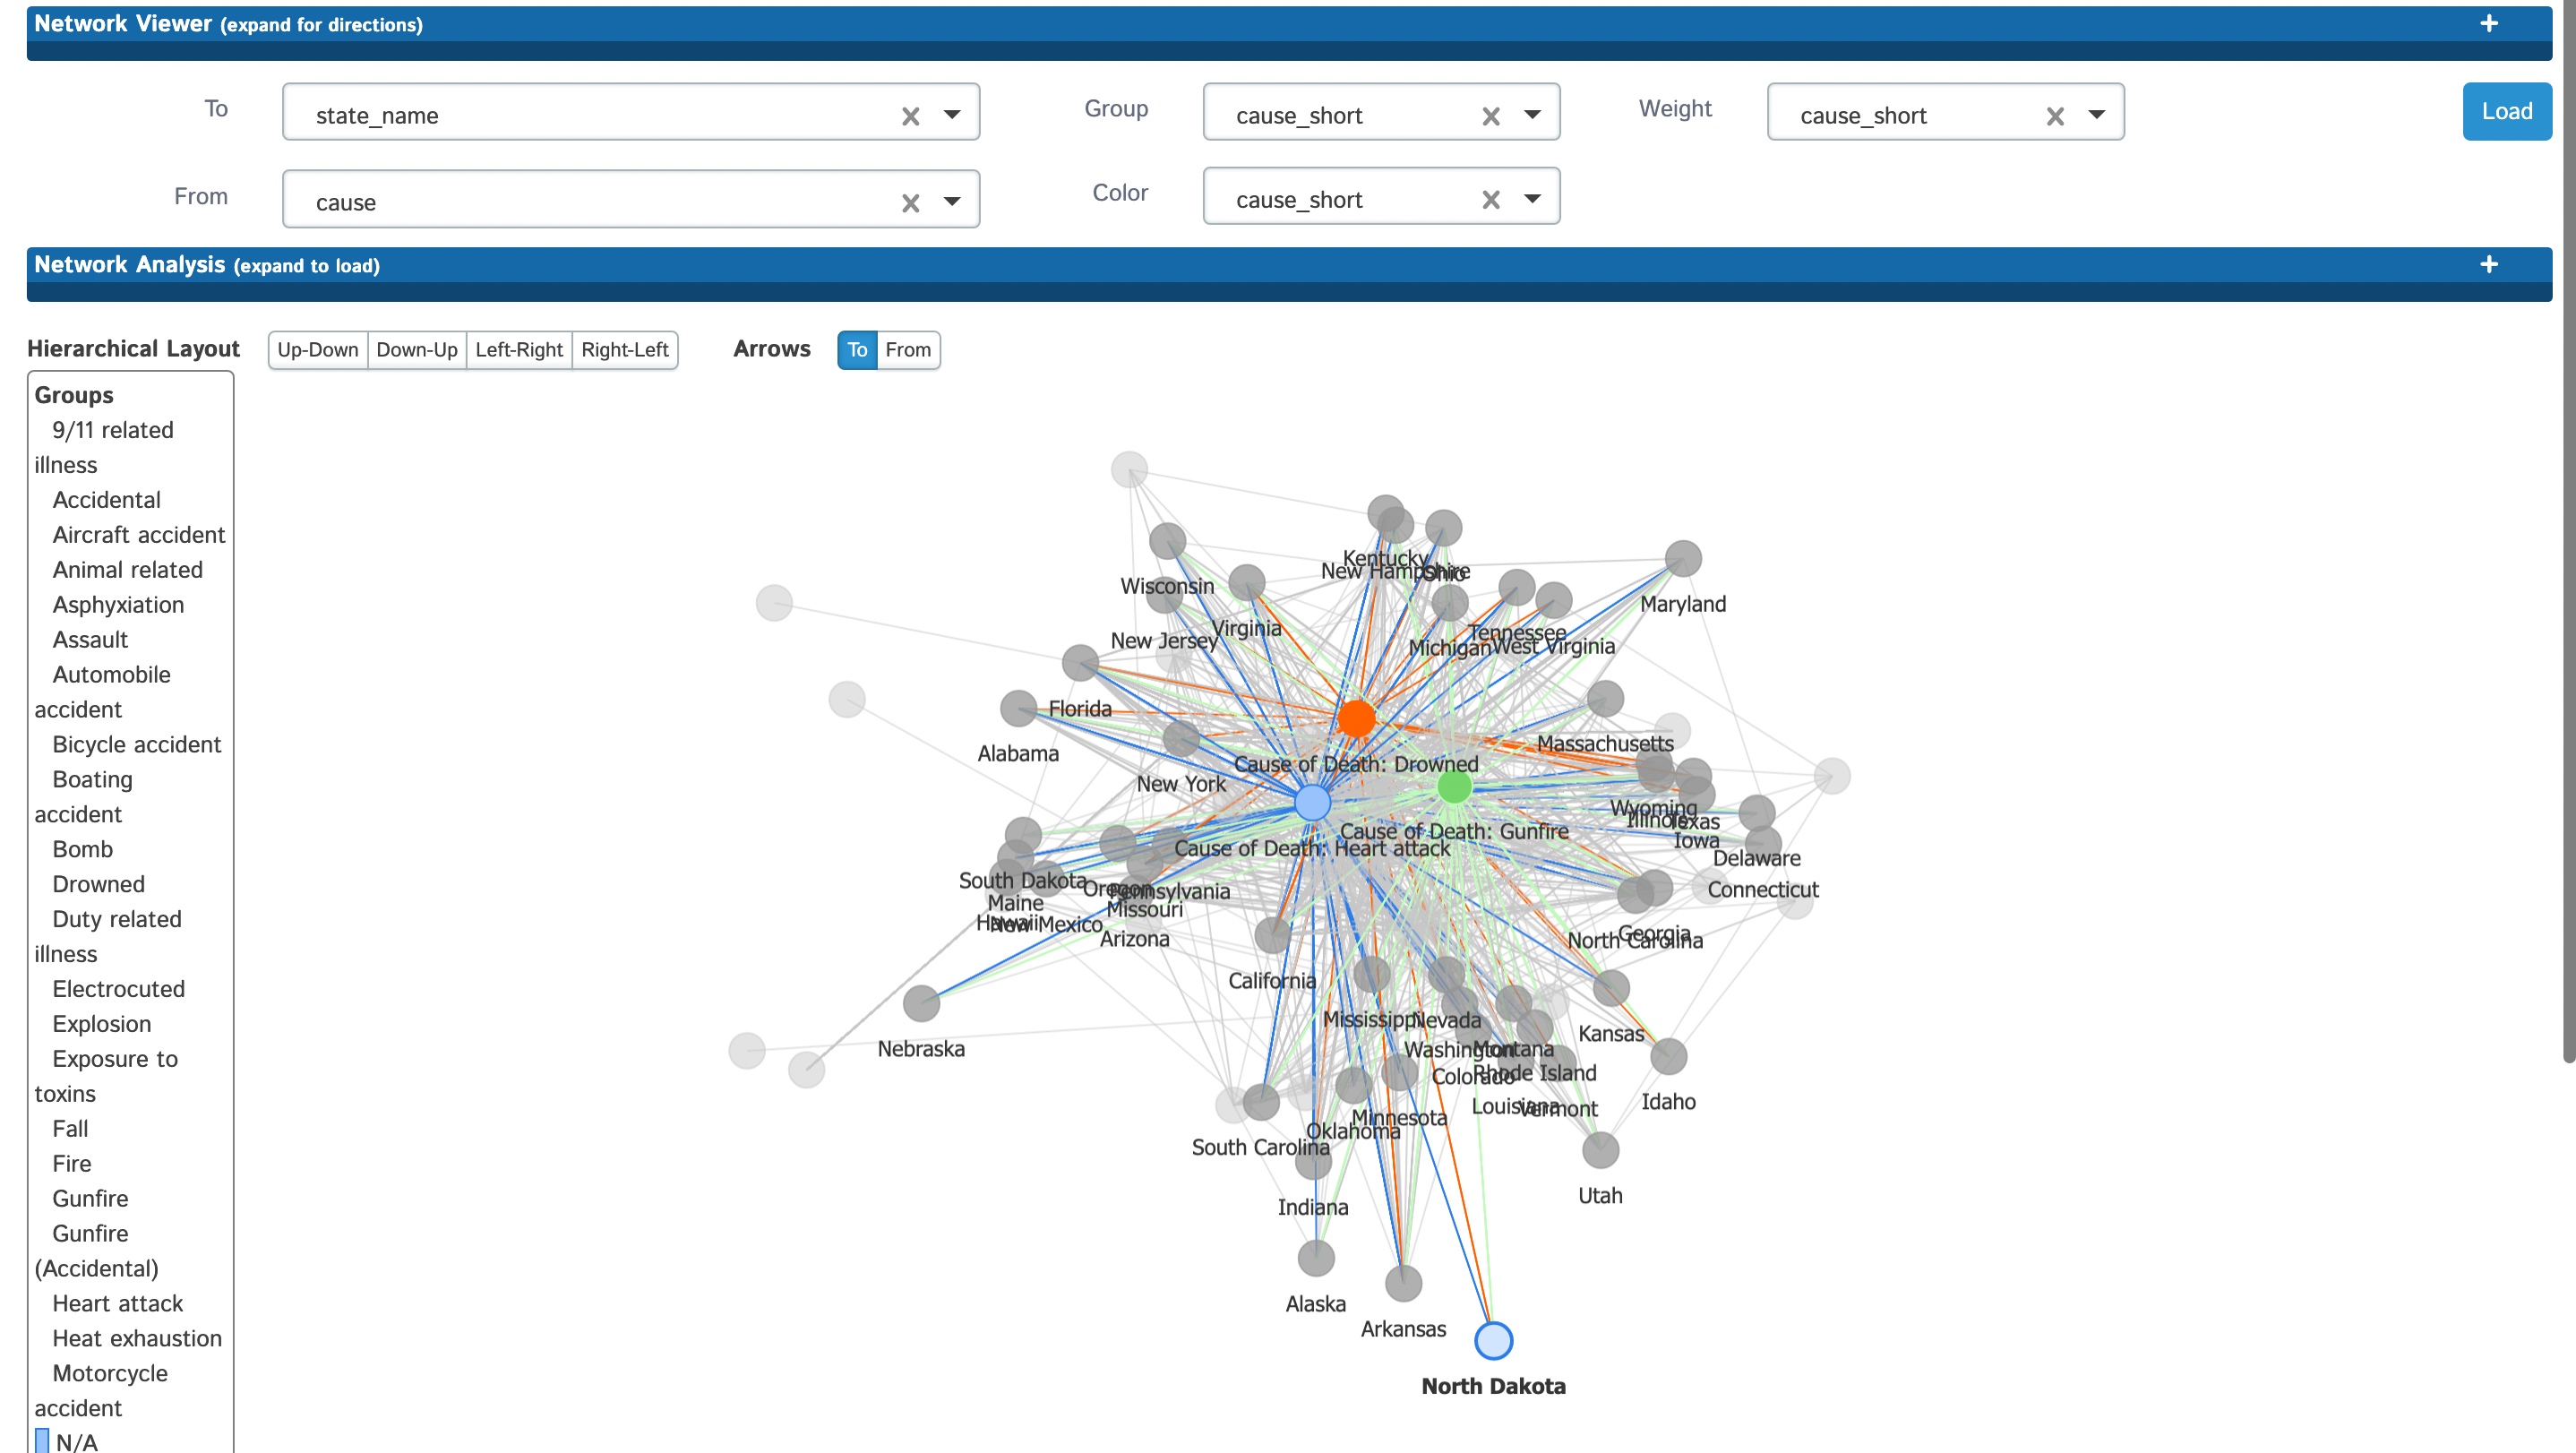 Network Viewer (expand for directions)
+
To
state_name
Group
cause_short
Weight
cause_short
Load
From
cause
Color
cause_short
Network Analysis (expand to load)
+
Hierarchical Layout
Up-Down
Down-Up
Left-Right
Right-Left
Arrows
To
From
Groups
9/11 related
illness
Accidental
Aircraft accident
Animal related
Asphyxiation
Assault
Automobile
accident
Bicycle accident
Boating
accident
Bomb
Drowned
Duty related
illness
Electrocuted
Explosion
Exposure to
toxins
Fall
Fire
Gunfire
Gunfire
(Accidental)
Heart attack
Heat exhaustion
Motorcycle
accident
N/A
Kentucky
New Hampshire
Ohio
Wisconsin
Maryland
Virginia
New Jersey
Tennessee
Michigan
West Virginia
Florida
Alabama
Massachusetts
Cause of Death: Drowned
New York
Wyoming
Illinois
Texas
Cause of Death: Gunfire
Iowa
Cause of Death: Heart attack
Delaware
South Dakota
Oregon
Pennsylvania
Connecticut
Maine
Missouri
Hawaii
New Mexico
Arizona
Georgia
North Carolina
California
Mississippi
Nevada
Kansas
Nebraska
Washington
Montana
Colorado
Rhode Island
Idaho
Louisiana
Vermont
Minnesota
Oklahoma
South Carolina
Utah
Indiana
Alaska
Arkansas
North Dakota